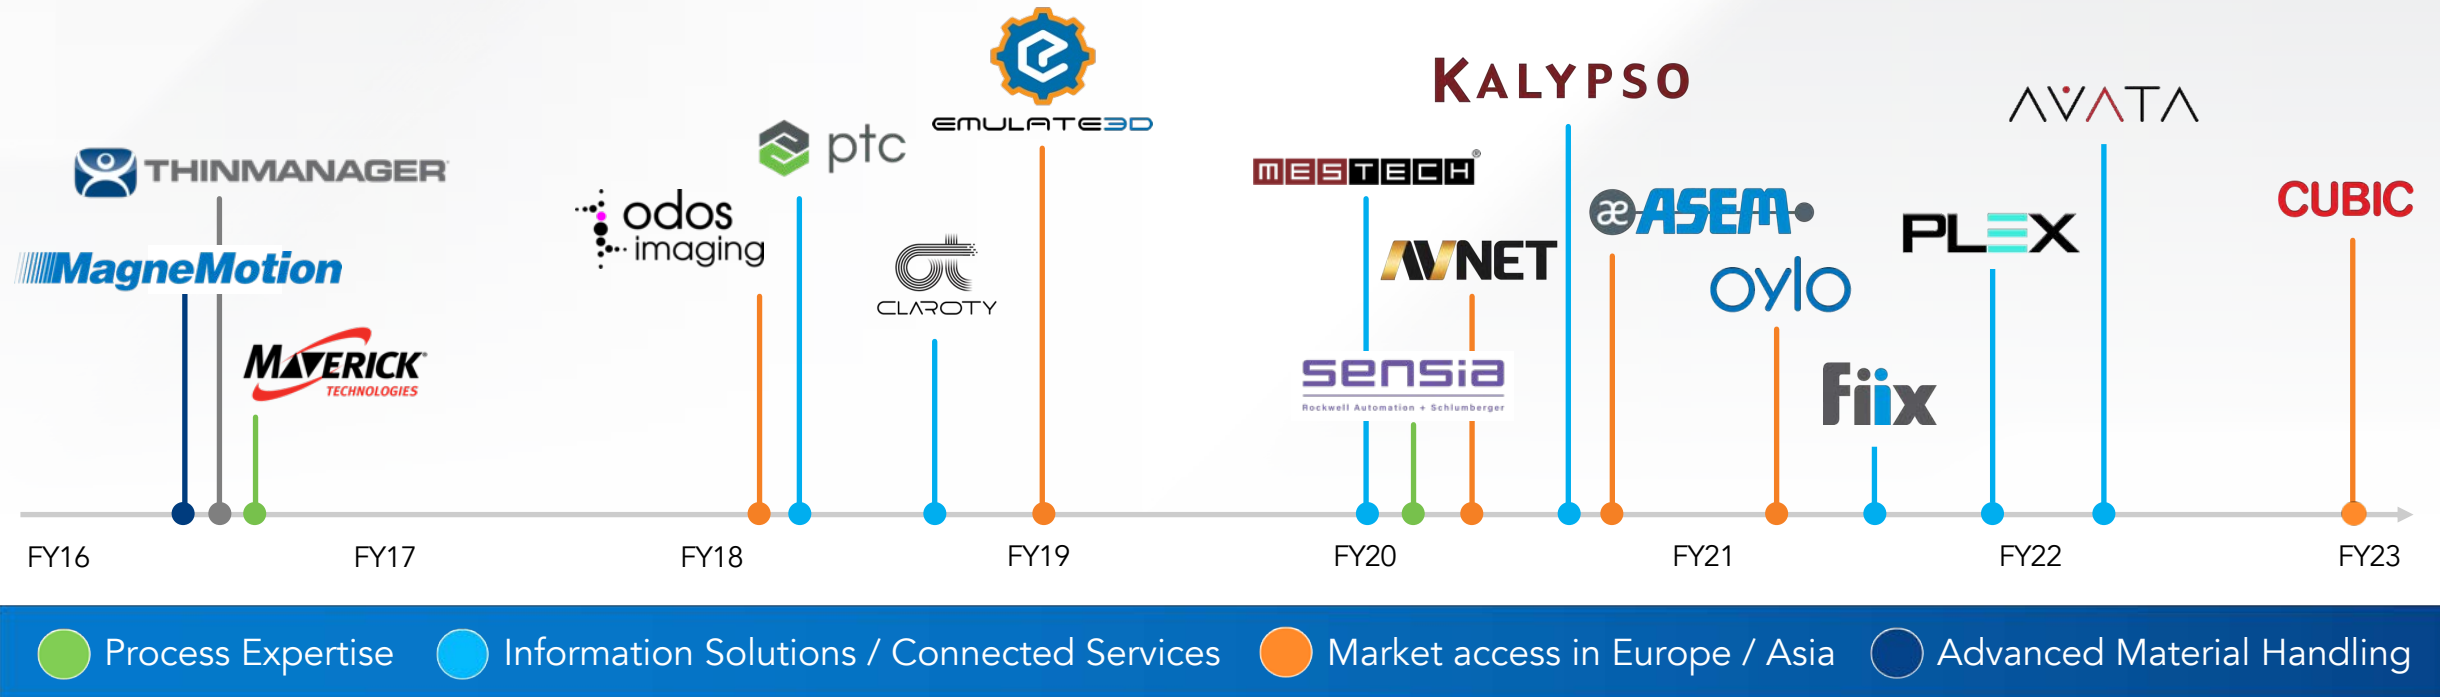 THINMANAGER
MagneMotion
MAVERICK®
TECHNOLOGIES
odos
imaging
ptc
CLAROTY
EMULATE3D
MESTECH®
AVNET
sensia
Rockwell Automation + Schlumberger
KALYPSO
æ ASEM
oylo
Fiix
PLEX
AVATA
CUBIC
FY16
FY17
FY18
FY19
FY20
FY21
FY22
FY23
Process Expertise
Information Solutions / Connected Services
Market access in Europe / Asia
Advanced Material Handling